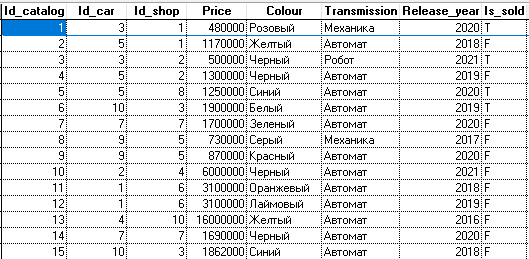 Id_catalog Id_car Id_shop Price Colour Transmission Release_year Is_sold
1 3 1 480000 Розовый Механика 2020 T
2 5 1 1170000 Желтый Автомат 2018 F
3 3 2 500000 Черный Робот 2021 T
4 5 2 1300000 Черный Автомат 2019 F
5 5 8 1250000 Синий Автомат 2020 T
6 10 3 1900000 Белый Автомат 2019 T
7 7 7 1700000 Зеленый Автомат 2020 F
8 9 5 730000 Серый Механика 2017 F
9 9 5 870000 Красный Автомат 2020 F
10 2 4 6000000 Черный Автомат 2021 F
11 1 6 3100000 Оранжевый Автомат 2018 F
12 1 6 3100000 Лаймовый Автомат 2019 F
13 4 10 16000000 Желтый Автомат 2016 F
14 7 7 1690000 Черный Автомат 2020 F
15 10 3 1862000 Синий Автомат 2018 F